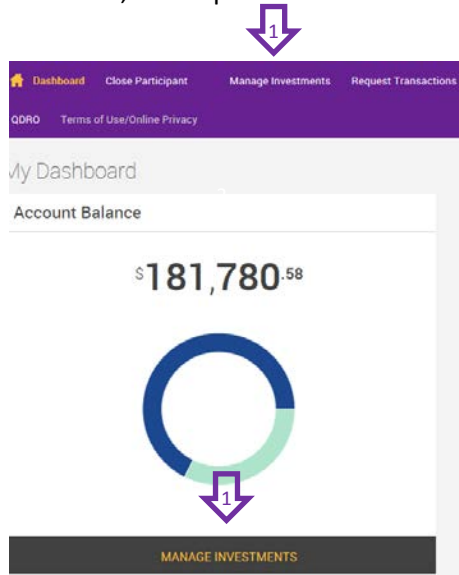 1
Dashboard Close Participant Manage Investments Request Transactions
QDRO Terms of Use/Online Privacy
My Dashboard
Account Balance
$181,780.58
1
MANAGE INVESTMENTS